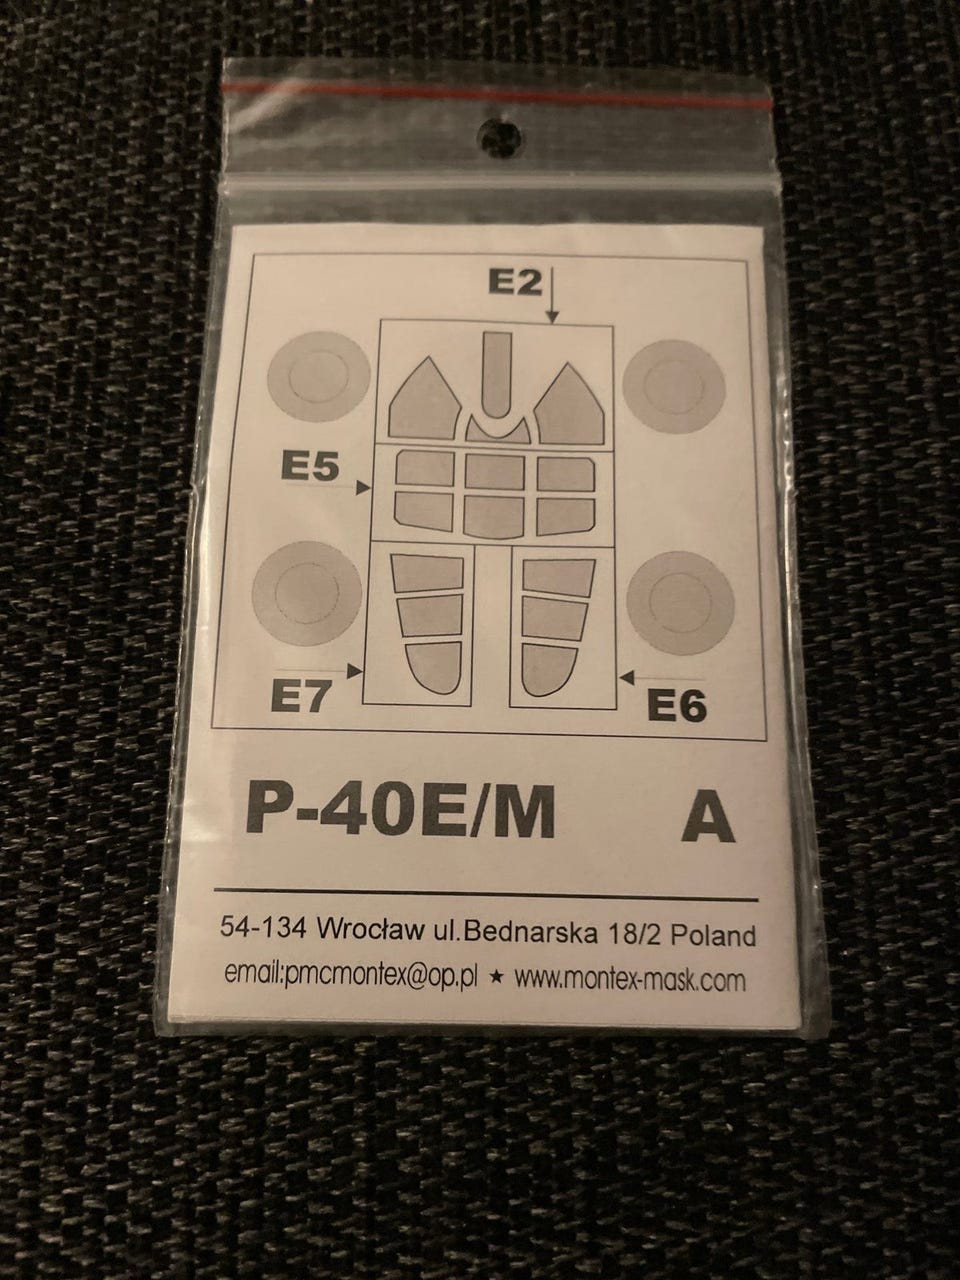 E2
E5
E7
E6
P-40E/M A
54-134 Wrocław ul.Bednarska 18/2 Poland
email:pmcmontex@op.pl ★ www.montex-mask.com